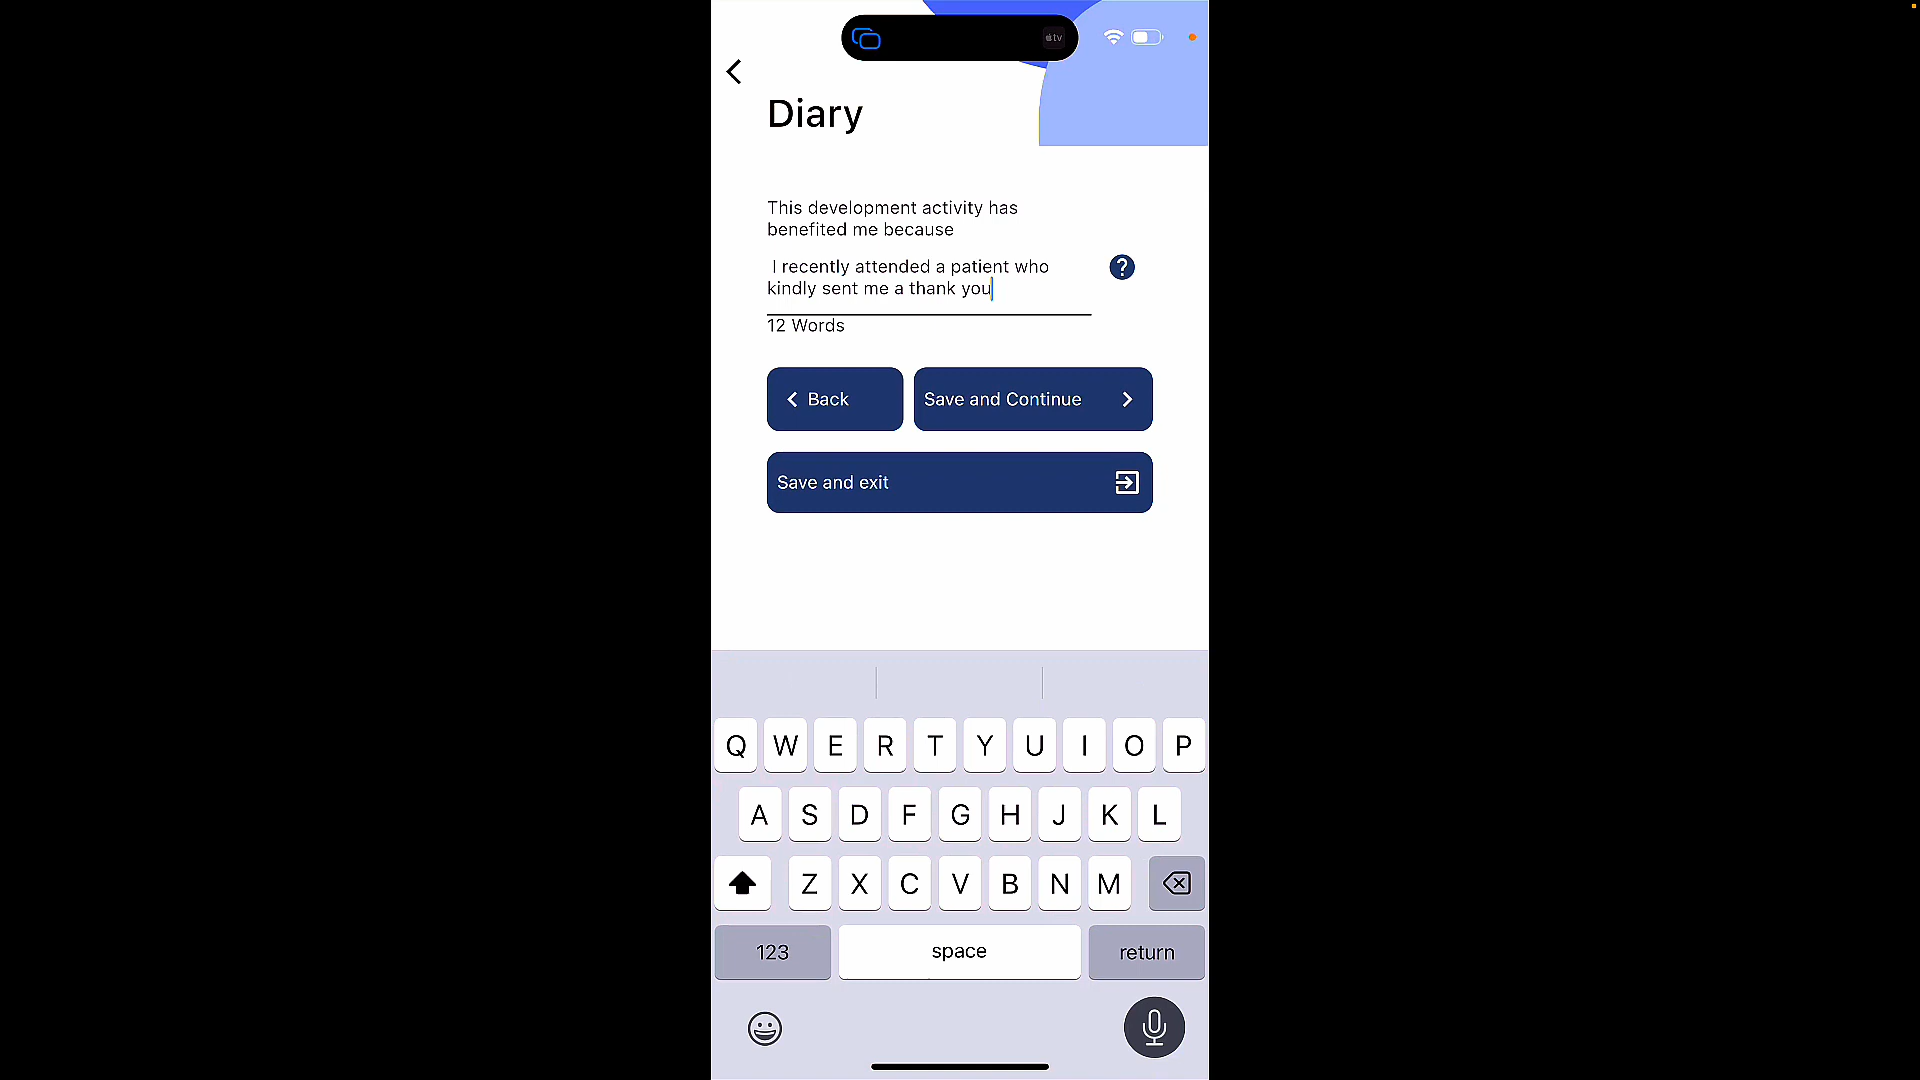 tv
Diary
This development activity has
benefited me because
I recently attended a patient who
kindly sent me a thank you
?
12 Words
Back
Save and Continue
Save and exit
Q W E R T Y U I O P
A S D F G H J K L
Z X C V B N M
123
space
return